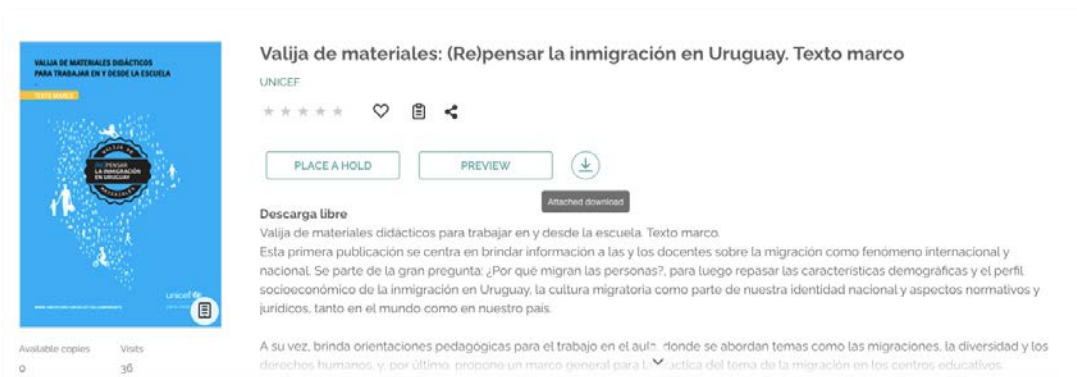 VALIJA DE MATERIALES DIDÁCTICOS
PARA TRABAJAR EN Y DESDE LA ESCUELA
TEXTO MARCO
VALIJA DE
(RE)PENSAR
LA INMIGRACIÓN
EN URUGUAY
MATERIALES
unicef
Available copies
0
Visits
36
Valija de materiales: (Re)pensar la inmigración en Uruguay. Texto marco
UNICEF
PLACE A HOLD
PREVIEW
Attached download
Descarga libre
Valija de materiales didácticos para trabajar en y desde la escuela. Texto marco.
Esta primera publicación se centra en brindar información a las y los docentes sobre la migración como fenómeno internacional y
nacional. Se parte de la gran pregunta: ¿Por qué migran las personas?, para luego repasar las características demográficas y el perfil
socioeconómico de la inmigración en Uruguay, la cultura migratoria como parte de nuestra identidad nacional y aspectos normativos y
jurídicos, tanto en el mundo como en nuestro país.
A su vez, brinda orientaciones pedagógicas para el trabajo en el aula, donde se abordan temas como las migraciones, la diversidad y los
derechos humanos, y, por último, propone un marco general para la práctica del tema de la migración en los centros educativos.